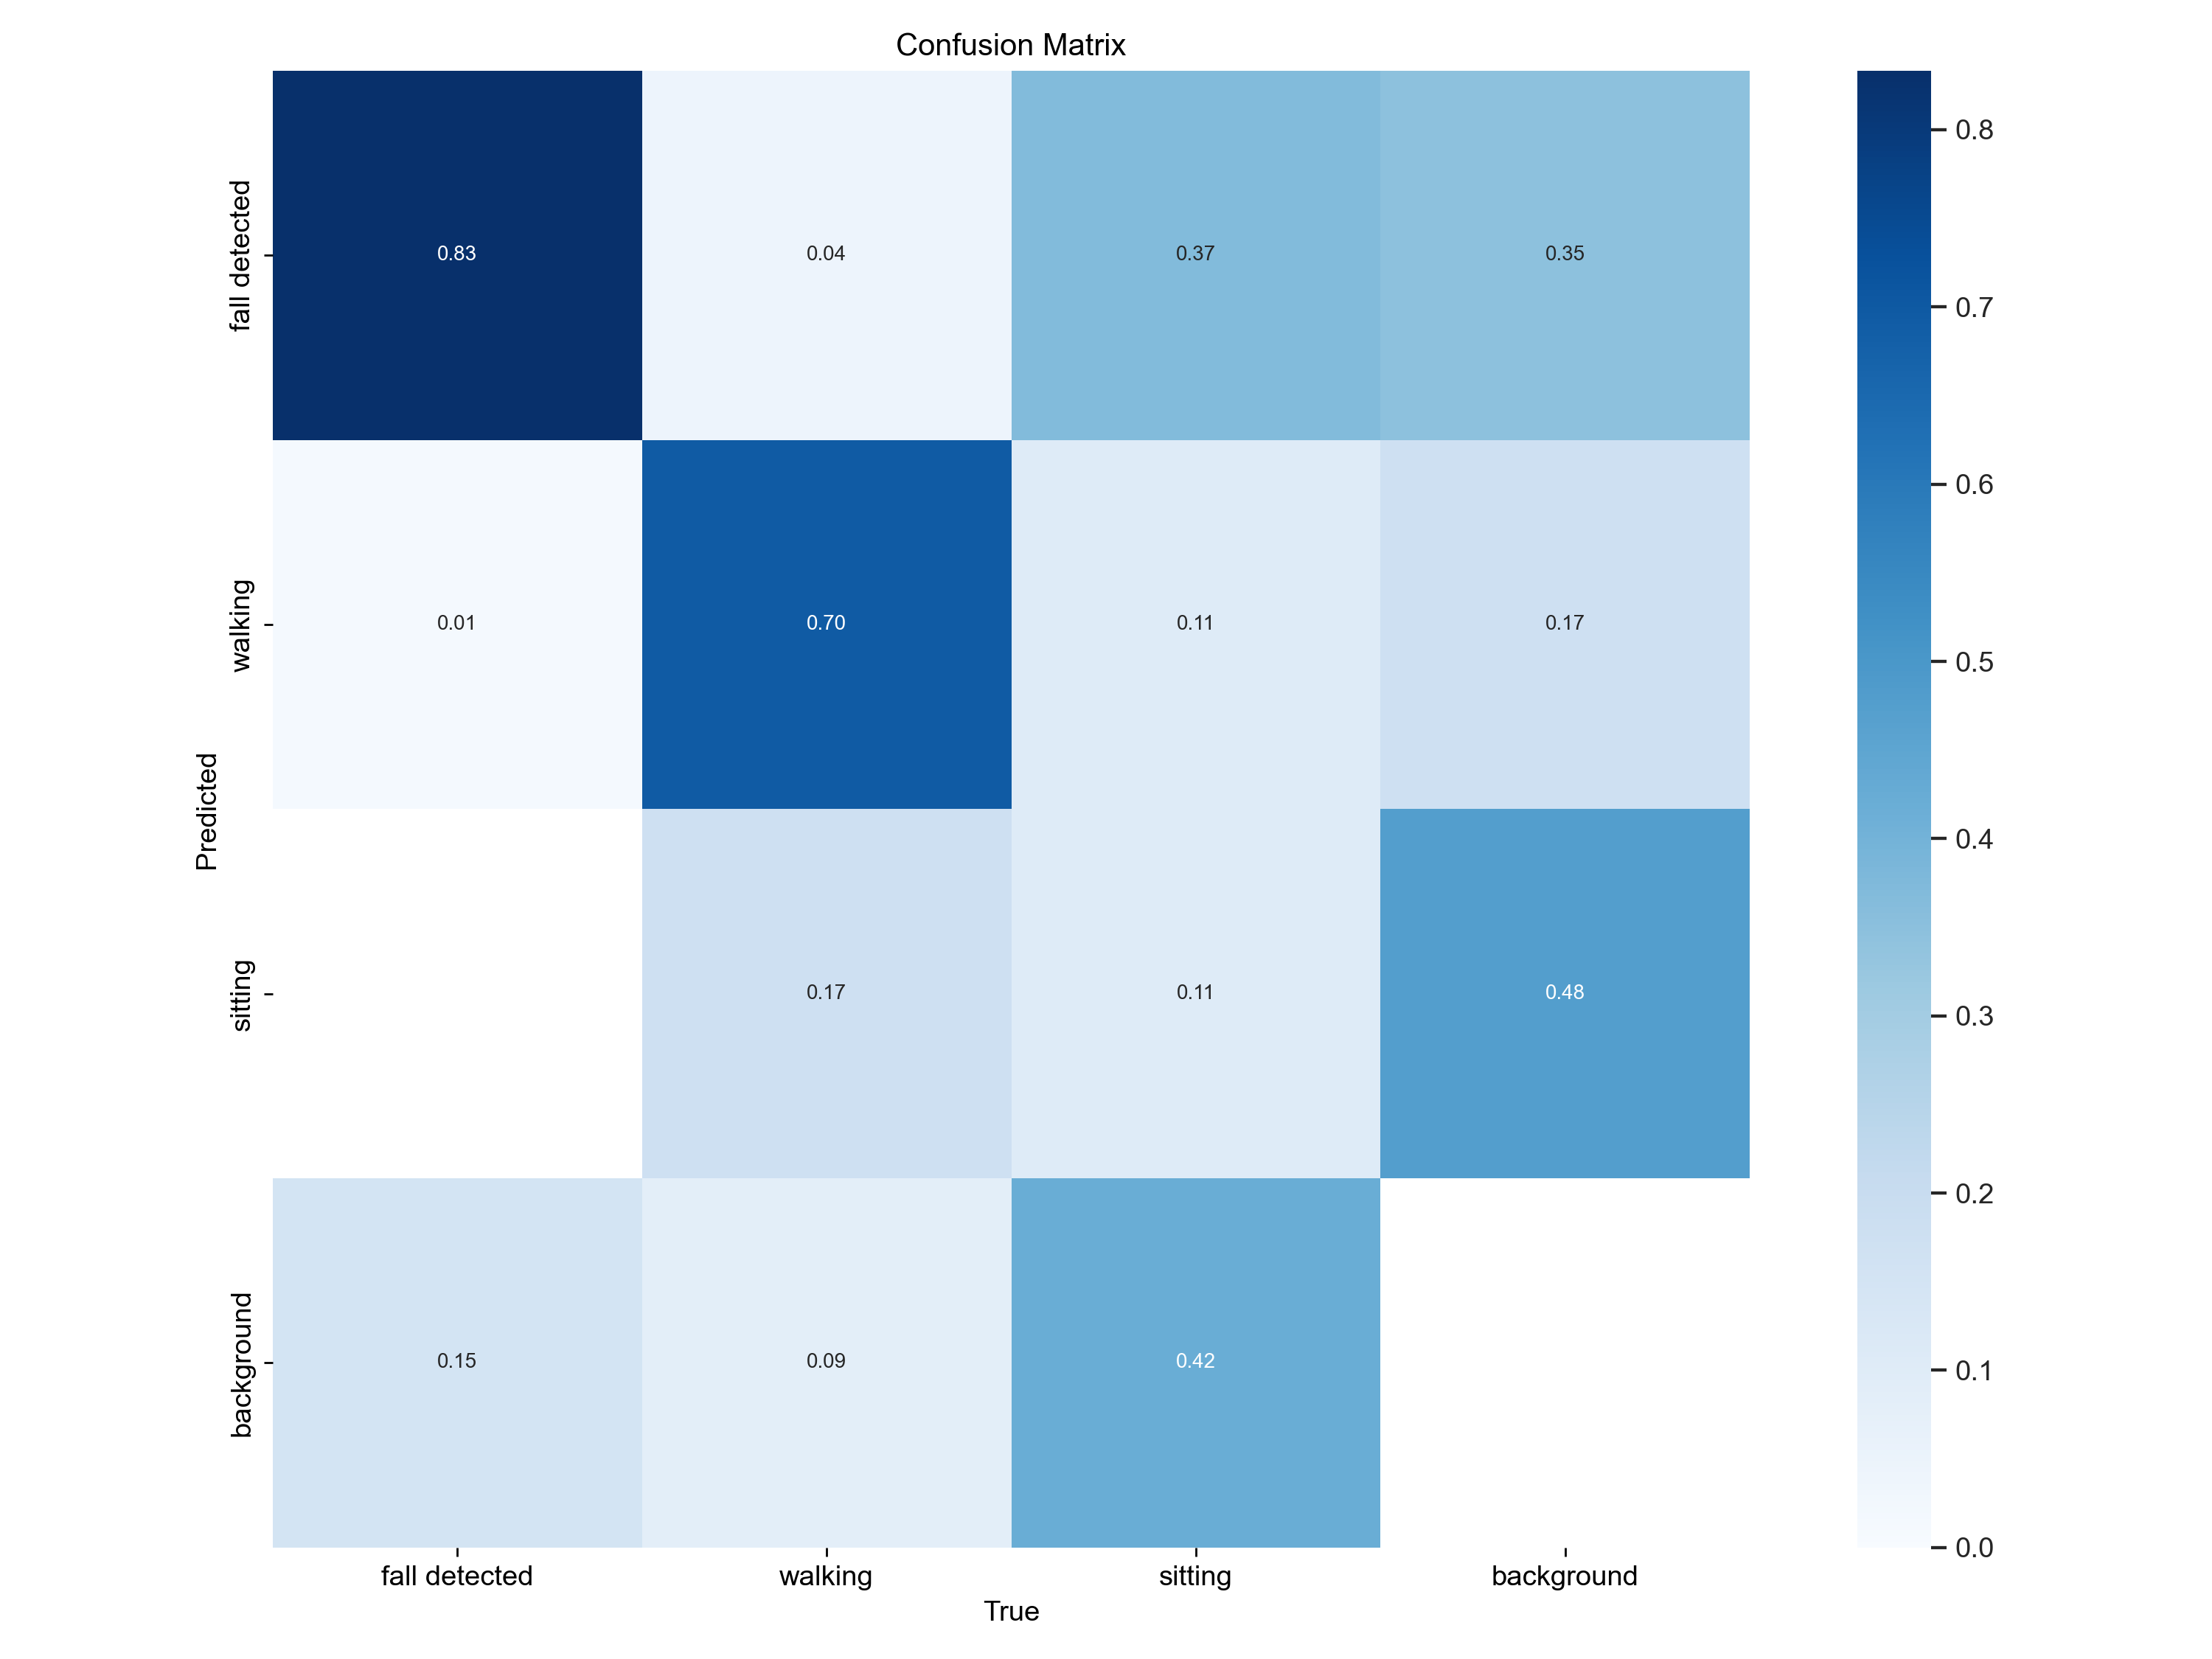 Confusion Matrix
fall detected
0.83
0.04
0.37
0.35
0.8
0.7
0.6
0.5
0.4
0.3
0.2
0.1
0.0
walking
0.01
0.70
0.11
0.17
Predicted
sitting
0.17
0.11
0.48
background
0.15
0.09
0.42
fall detected
walking
sitting
background
True